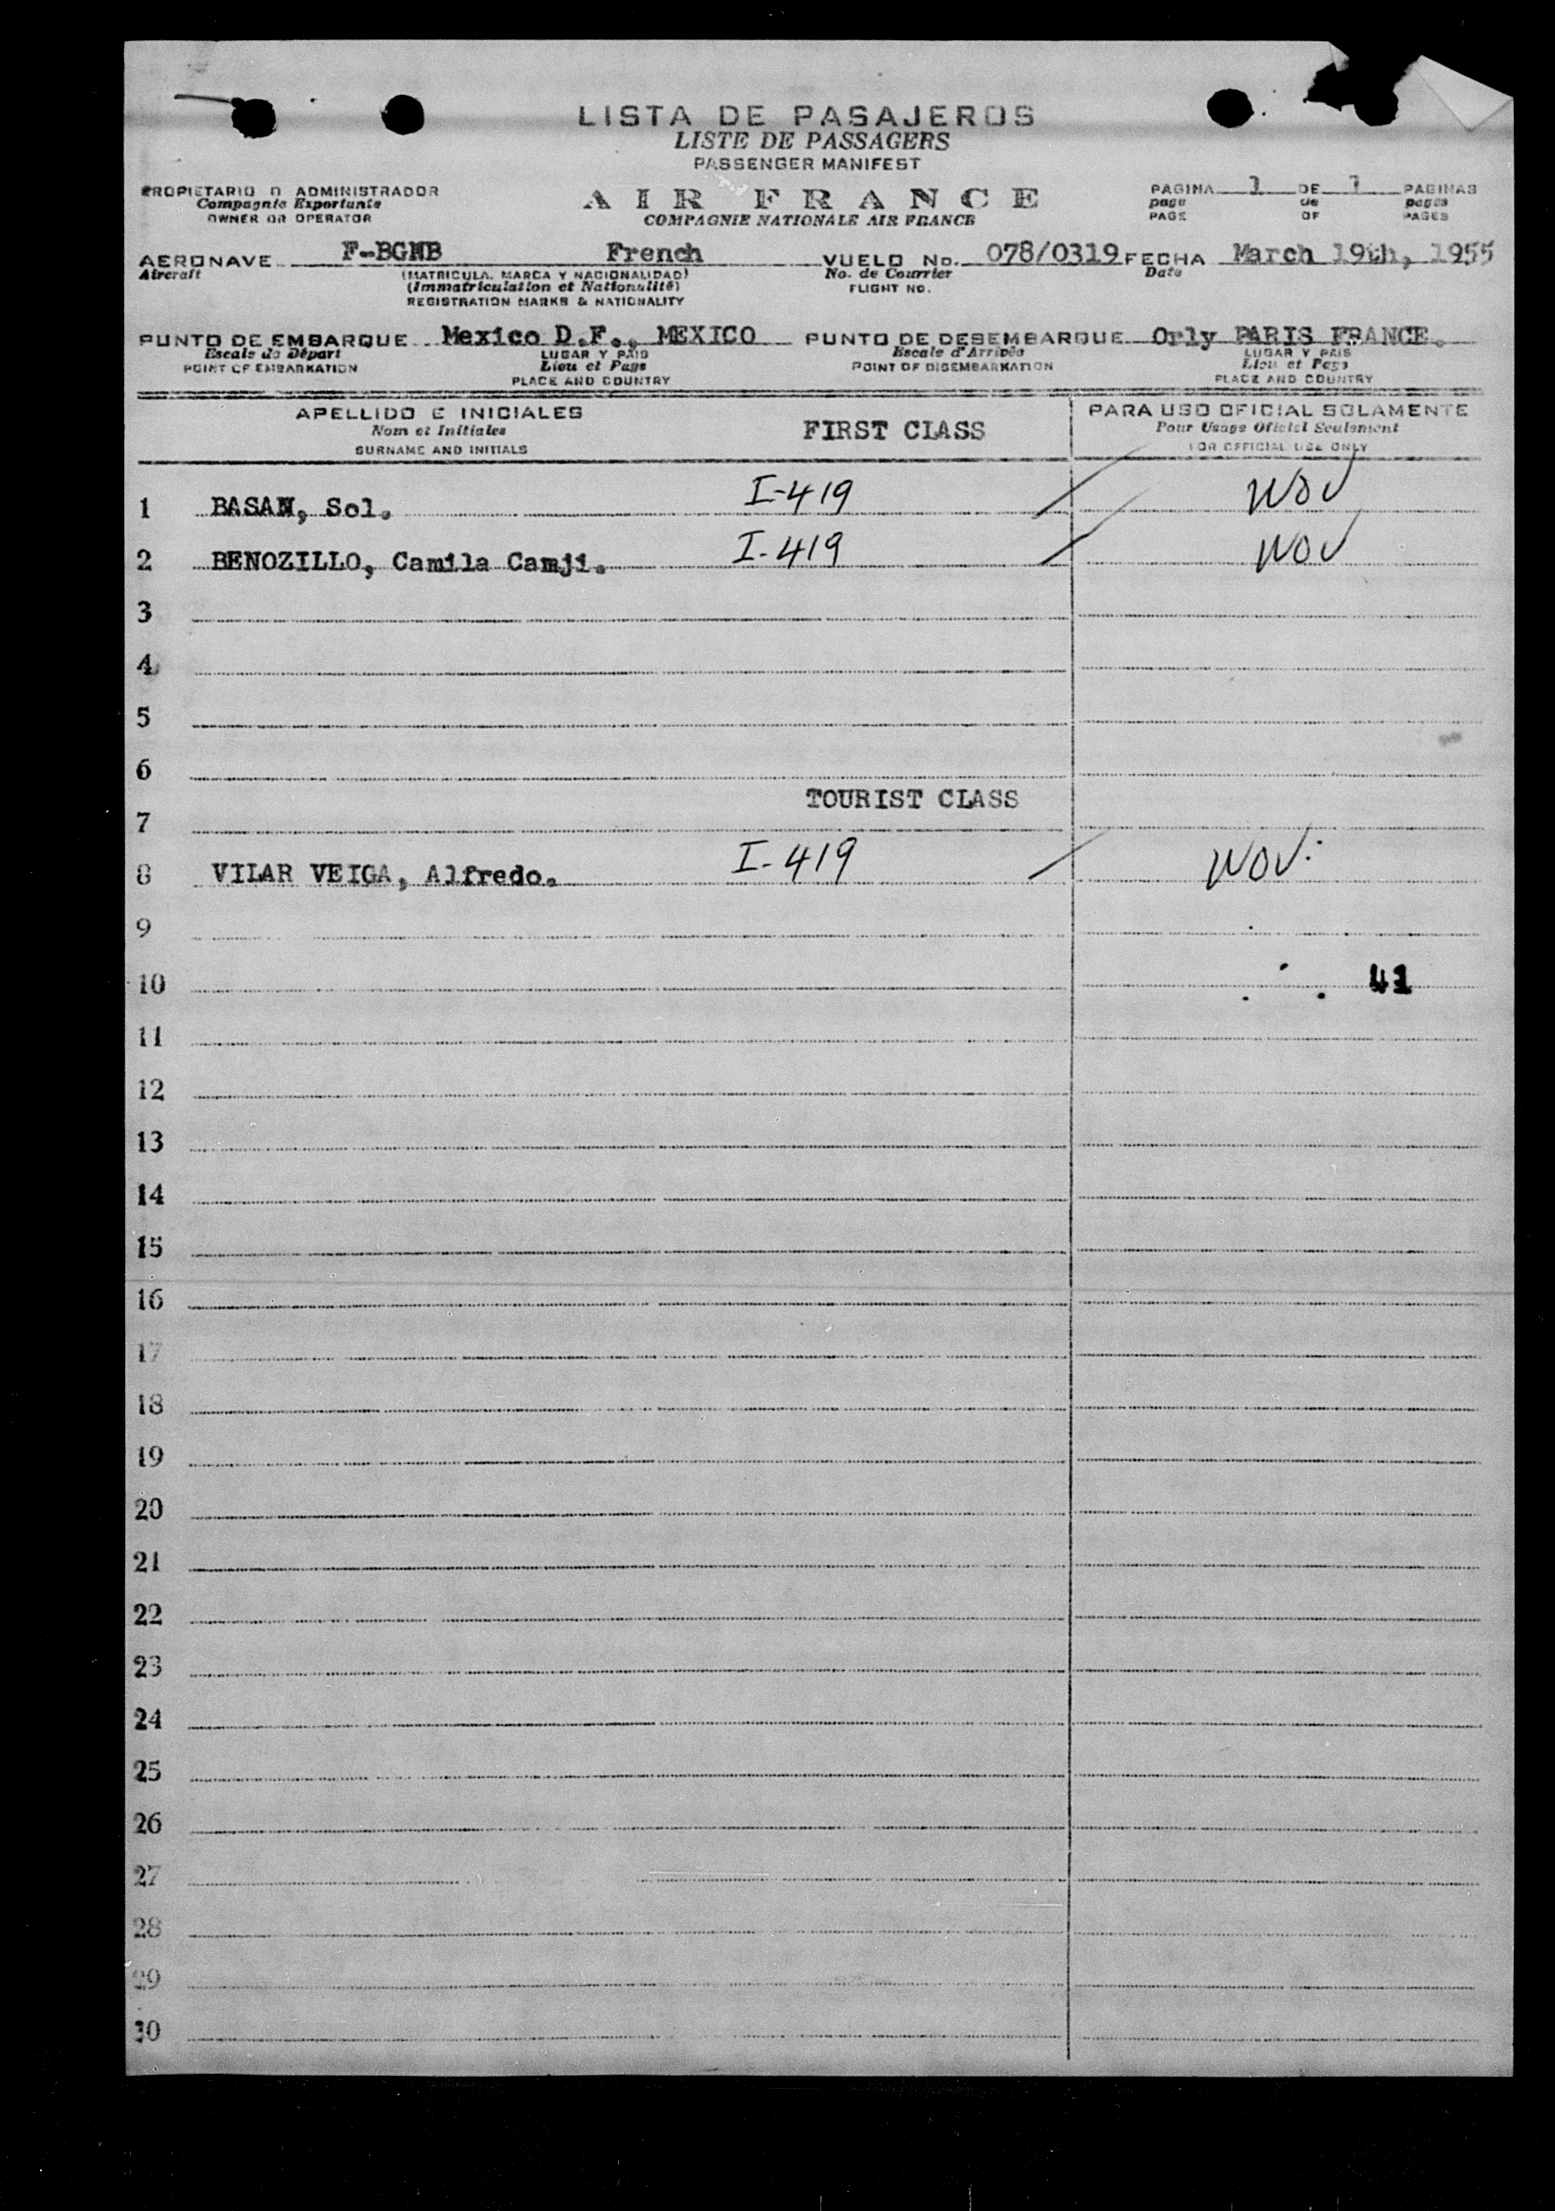 LISTA DE PASAJEROS
LISTE DE PASSAGERS
PASSENGER MANIFEST
PROPIETARIO O ADMINISTRADOR
Compagnie Exportante
OWNER OR OPERATOR
AIR FRANCE
COMPAGNIE NATIONALE AIR FRANCE
PAGINA 1 DE 1 PAGINAS
page de pages
PAGE OF PAGES
AERONAVE F-BGNB French VUELO No. 078/0319 FECHA March 19th, 1955
Aircraft (MATRICULA, MARCA Y NACIONALIDAD) No. de Courrier Date
(Immatriculation et Nationalité) FLIGHT NO.
REGISTRATION MARKS & NATIONALITY
PUNTO DE EMBARQUE Mexico D.F., MEXICO PUNTO DE DESEMBARQUE Orly PARIS FRANCE.
Escale de Départ LUGAR Y PAIS Escale d'Arrivée LUGAR Y PAIS
POINT OF EMBARKATION Lieu et Pays POINT OF DISEMBARKATION Lieu et Pays
PLACE AND COUNTRY PLACE AND COUNTRY
APELLIDO E INICIALES
Nom et Initiales
SURNAME AND INITIALS
FIRST CLASS
PARA USO OFICIAL SOLAMENTE
Pour Usage Oficiel Seulement
FOR OFFICIAL USE ONLY
1 BASAN, Sol. I-419 WOV
2 BENOZILLO, Camila Camji. I-419 WOV
3
4
5
6
TOURIST CLASS
7
8 VILAR VEIGA, Alfredo. I-419 WOV
9
10 41
11
12
13
14
15
16
17
18
19
20
21
22
23
24
25
26
27
28
29
30